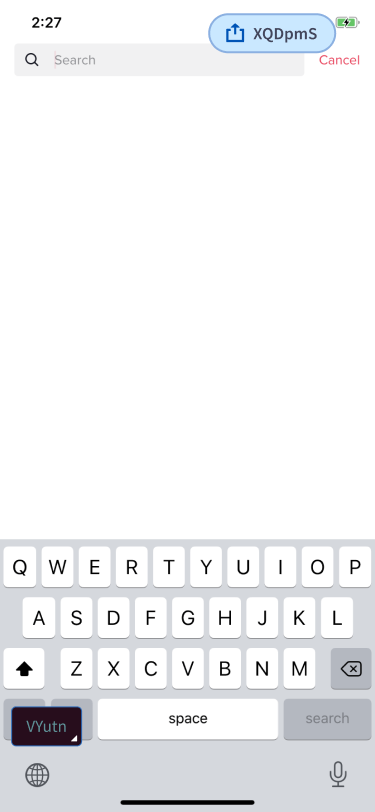 2:27
XQDpmS
Search
Cancel
Q W E R T Y U I O P
A S D F G H J K L
Z X C V B N M
space
search
VYutn